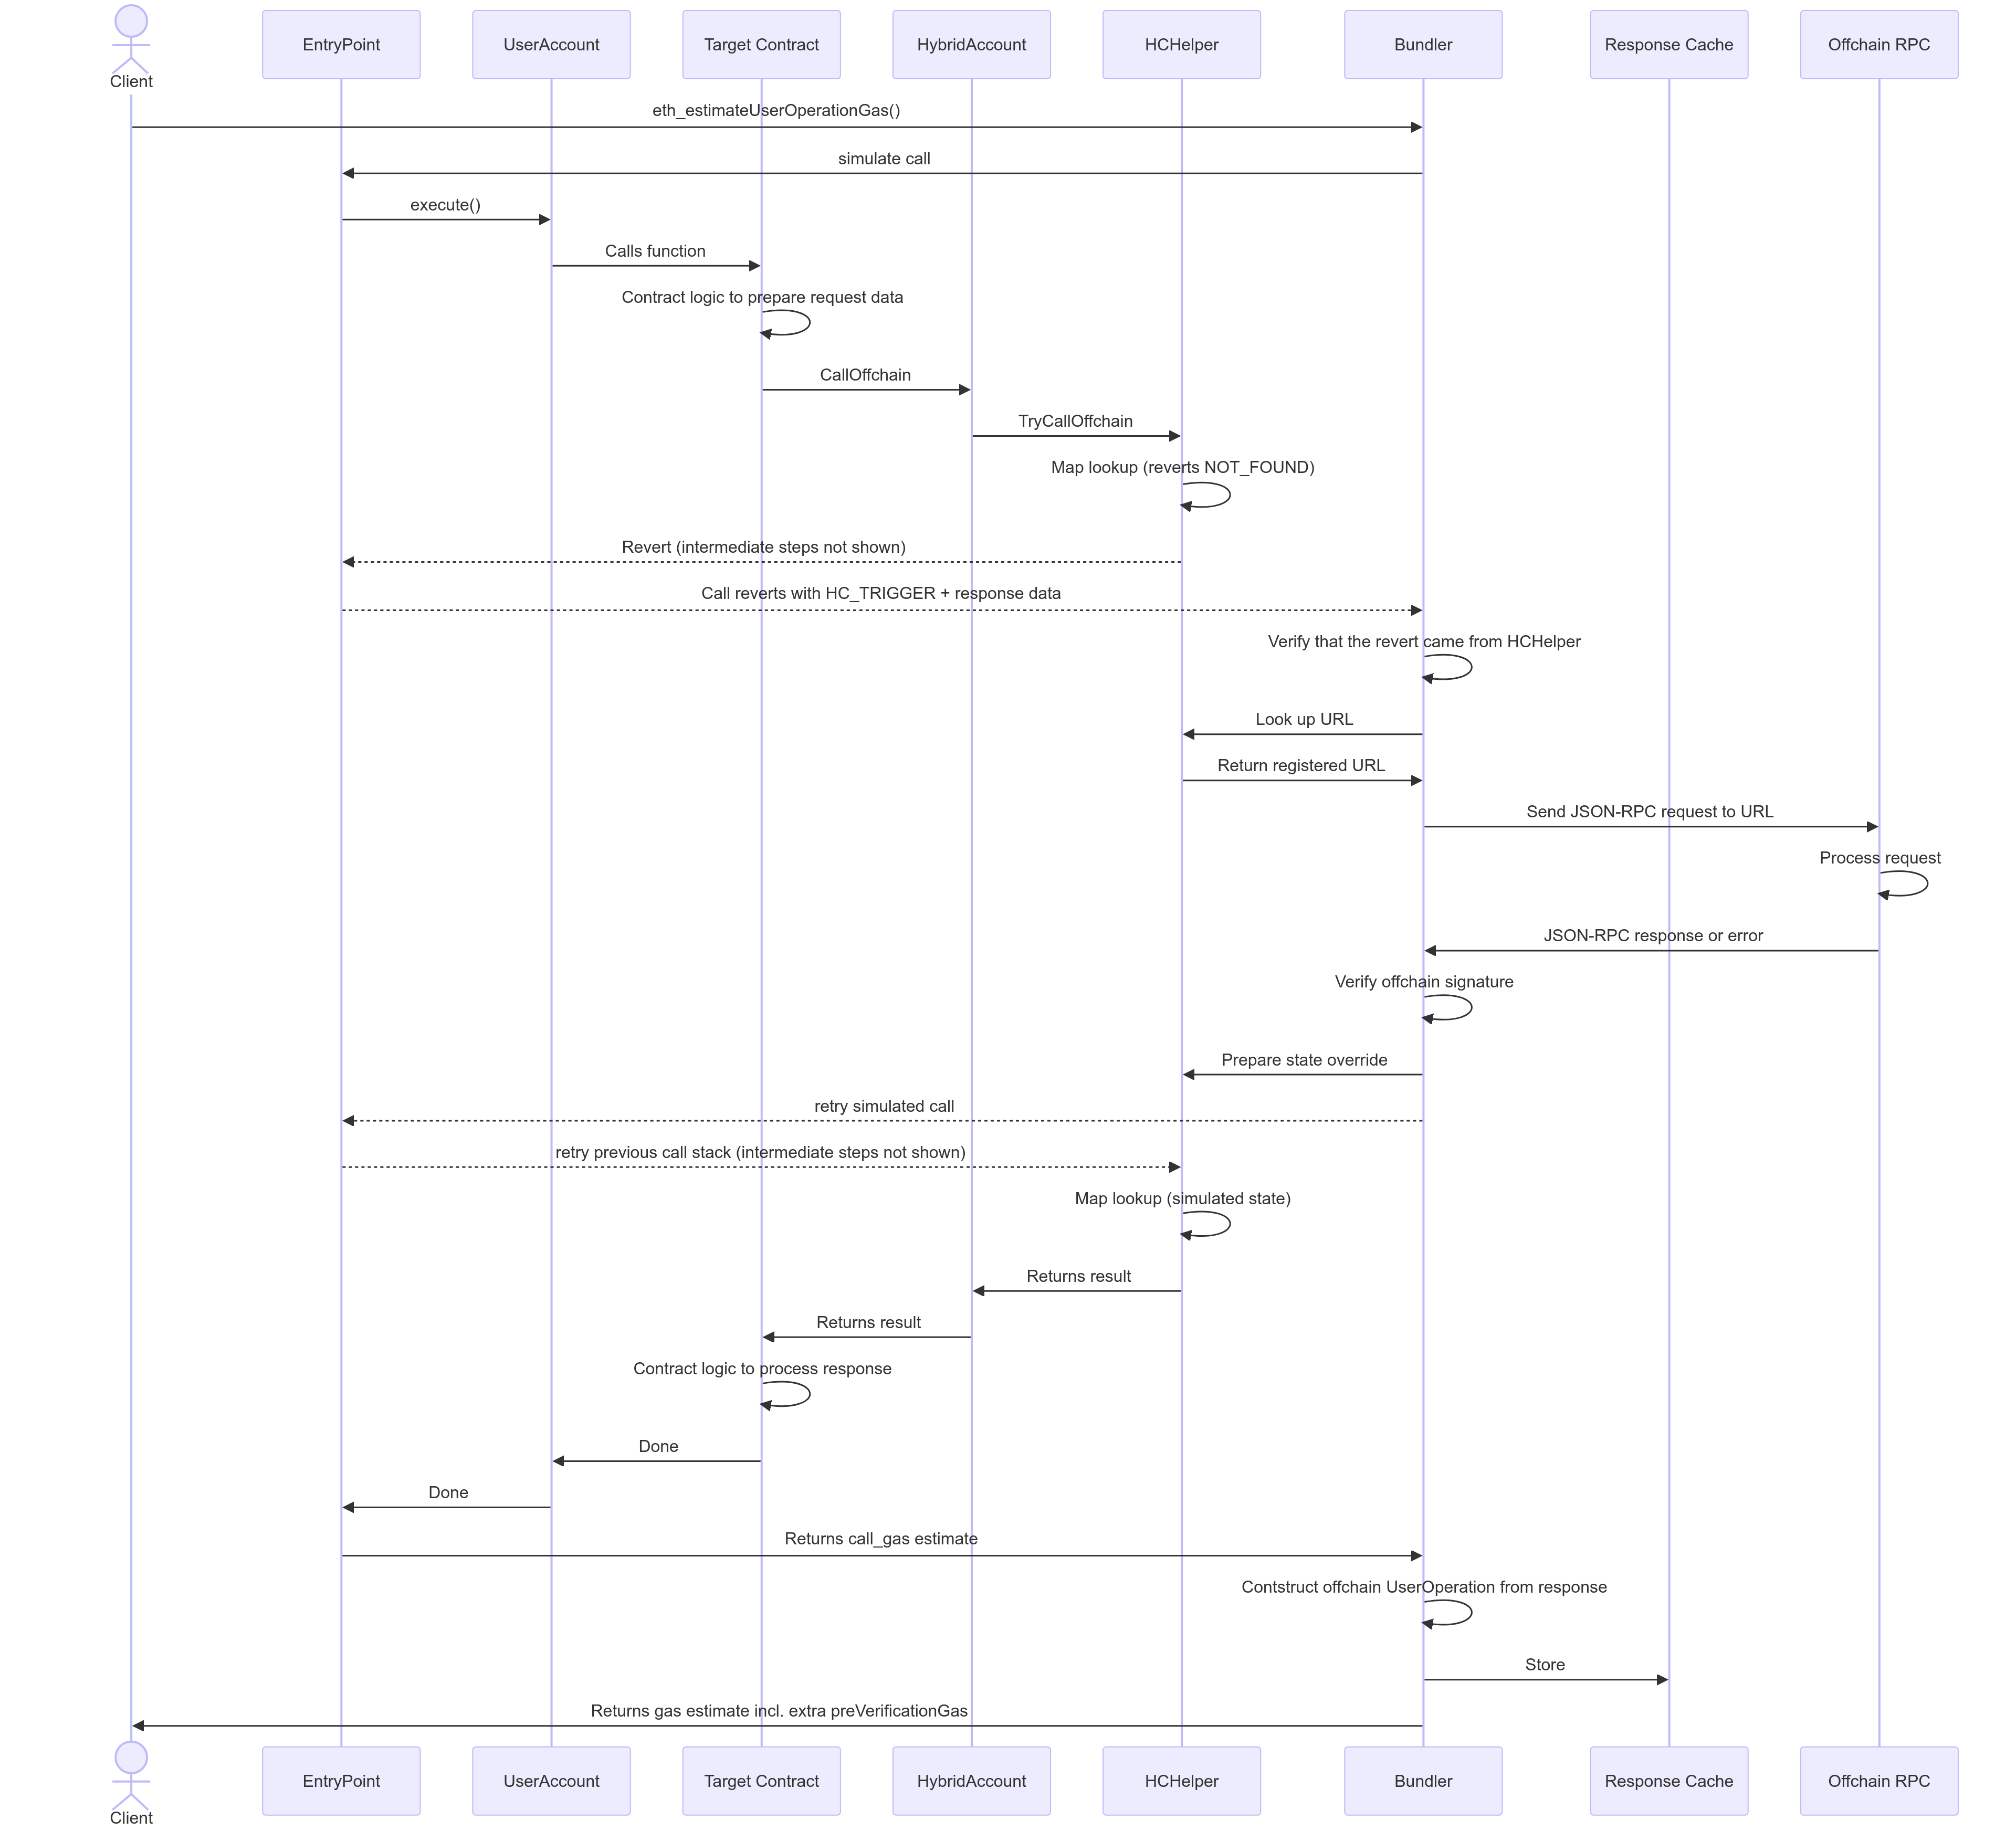 Client
EntryPoint
UserAccount
Target Contract
HybridAccount
HCHelper
Bundler
Response Cache
Offchain RPC
eth_estimateUserOperationGas()
simulate call
execute()
Calls function
Contract logic to prepare request data
CallOffchain
TryCallOffchain
Map lookup (reverts NOT_FOUND)
Revert (intermediate steps not shown)
Call reverts with HC_TRIGGER + response data
Verify that the revert came from HCHelper
Look up URL
Return registered URL
Send JSON-RPC request to URL
Process request
JSON-RPC response or error
Verify offchain signature
Prepare state override
retry simulated call
retry previous call stack (intermediate steps not shown)
Map lookup (simulated state)
Returns result
Returns result
Contract logic to process response
Done
Done
Returns call_gas estimate
Contstruct offchain UserOperation from response
Store
Returns gas estimate incl. extra preVerificationGas
Client
EntryPoint
UserAccount
Target Contract
HybridAccount
HCHelper
Bundler
Response Cache
Offchain RPC